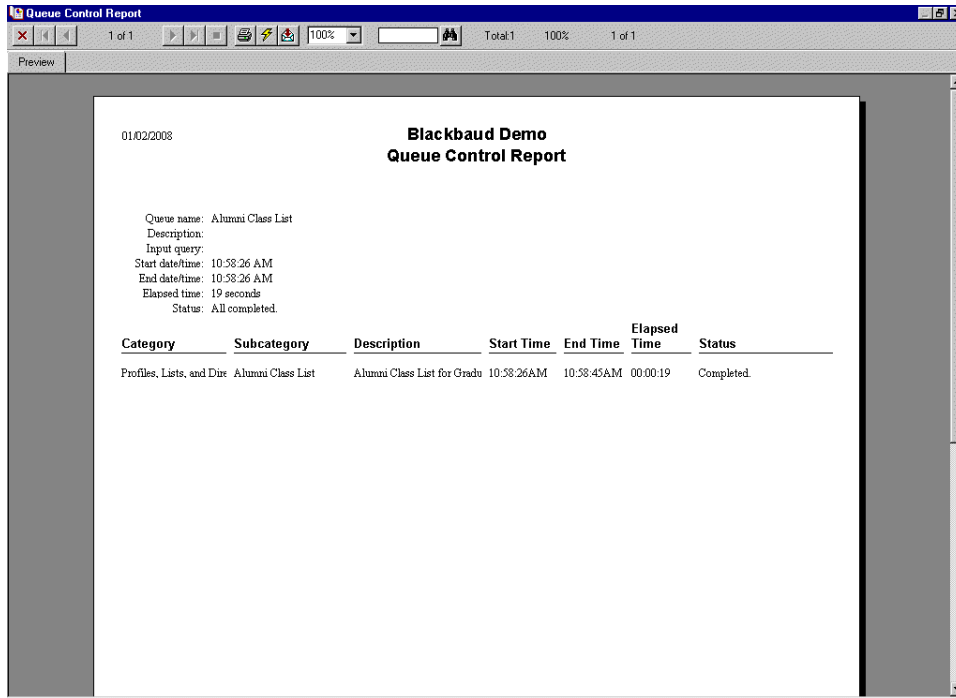 Queue Control Report
1 of 1 100% Total:1 100% 1 of 1
Preview
01/02/2008
Blackbaud Demo
Queue Control Report
Queue name: Alumni Class List
Description:
Input query:
Start date/time: 10:58:26 AM
End date/time: 10:58:26 AM
Elapsed time: 19 seconds
Status: All completed.
Category Subcategory Description Start Time End Time Elapsed Time Status
Profiles, Lists, and Dire Alumni Class List Alumni Class List for Gradu 10:58:26AM 10:58:45AM 00:00:19 Completed.